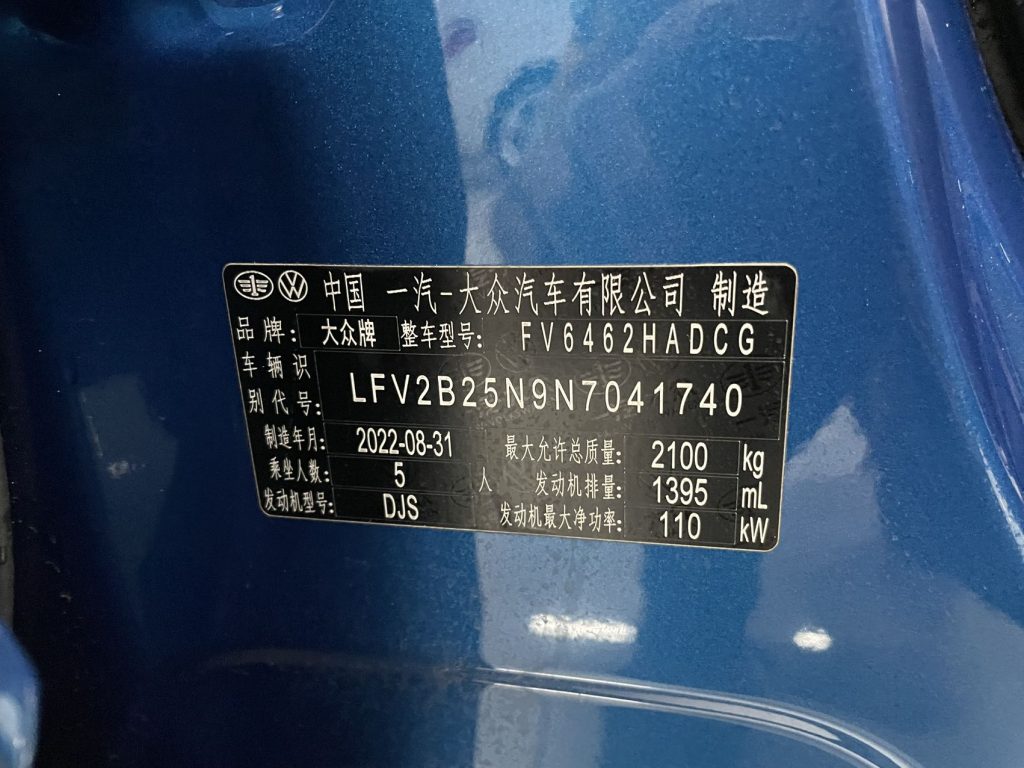 中国 一汽-大众汽车有限公司 制造
品牌: 大众牌 整车型号: FV6462HADCG
车辆识别代号: LFV2B25N9N7041740
制造年月: 2022-08-31 最大允许总质量: 2100 kg
乘坐人数: 5 人 发动机排量: 1395 mL
发动机型号: DJS 发动机最大净功率: 110 kW